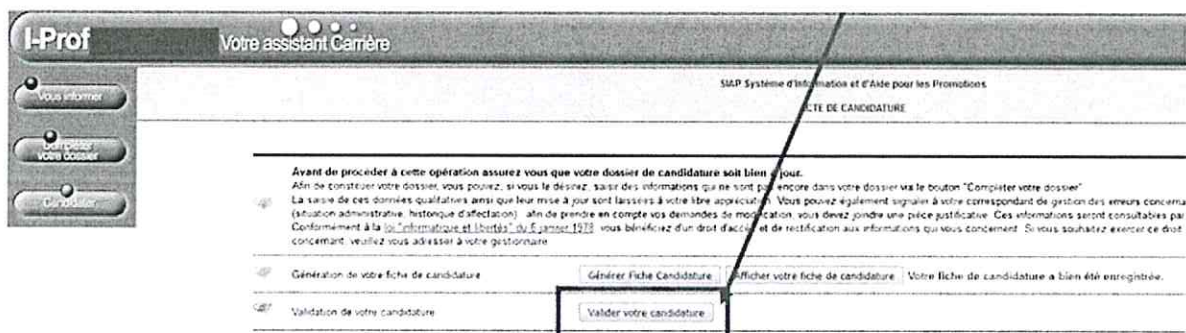 I-Prof
Votre assistant Carrière
Vous informer
Compléter
votre dossier
Candidater
SIAP Système d'Information et d'Aide pour les Promotions
ACTE DE CANDIDATURE
Avant de procéder à cette opération assurez vous que votre dossier de candidature soit bien à jour.
Afin de constituer votre dossier, vous pouvez, si vous le désirez, saisir des informations qui ne sont pas encore dans votre dossier via le bouton "Compléter votre dossier"
La saisie de ces données qualitatives ainsi que leur mise à jour sont laissées à votre libre appréciation. Vous pouvez également signaler à votre correspondant de gestion des erreurs concerna
(situation administrative, historique d'affectation) afin de prendre en compte vos demandes de modification, vous devez joindre une pièce justificative. Ces informations seront consultables par
Conformément à la loi "informatique et libertés" du 6 janvier 1978, vous bénéficiez d'un droit d'accès et de rectification aux informations qui vous concernent. Si vous souhaitez exercer ce droit
concernant, veuillez vous adresser à votre gestionnaire
Génération de votre fiche de candidature
Générer Fiche Candidature
Afficher votre fiche de candidature
Votre fiche de candidature a bien été enregistrée.
Validation de votre candidature
Valider votre candidature